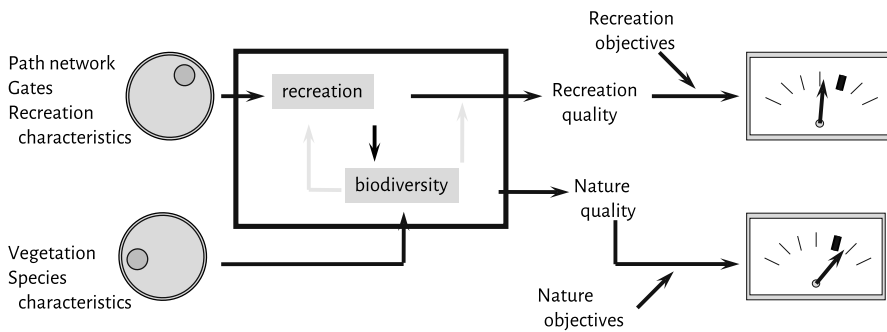 Path network
Gates
Recreation
characteristics
recreation
biodiversity
Vegetation
Species
characteristics
Recreation
objectives
Recreation
quality
Nature
quality
Nature
objectives